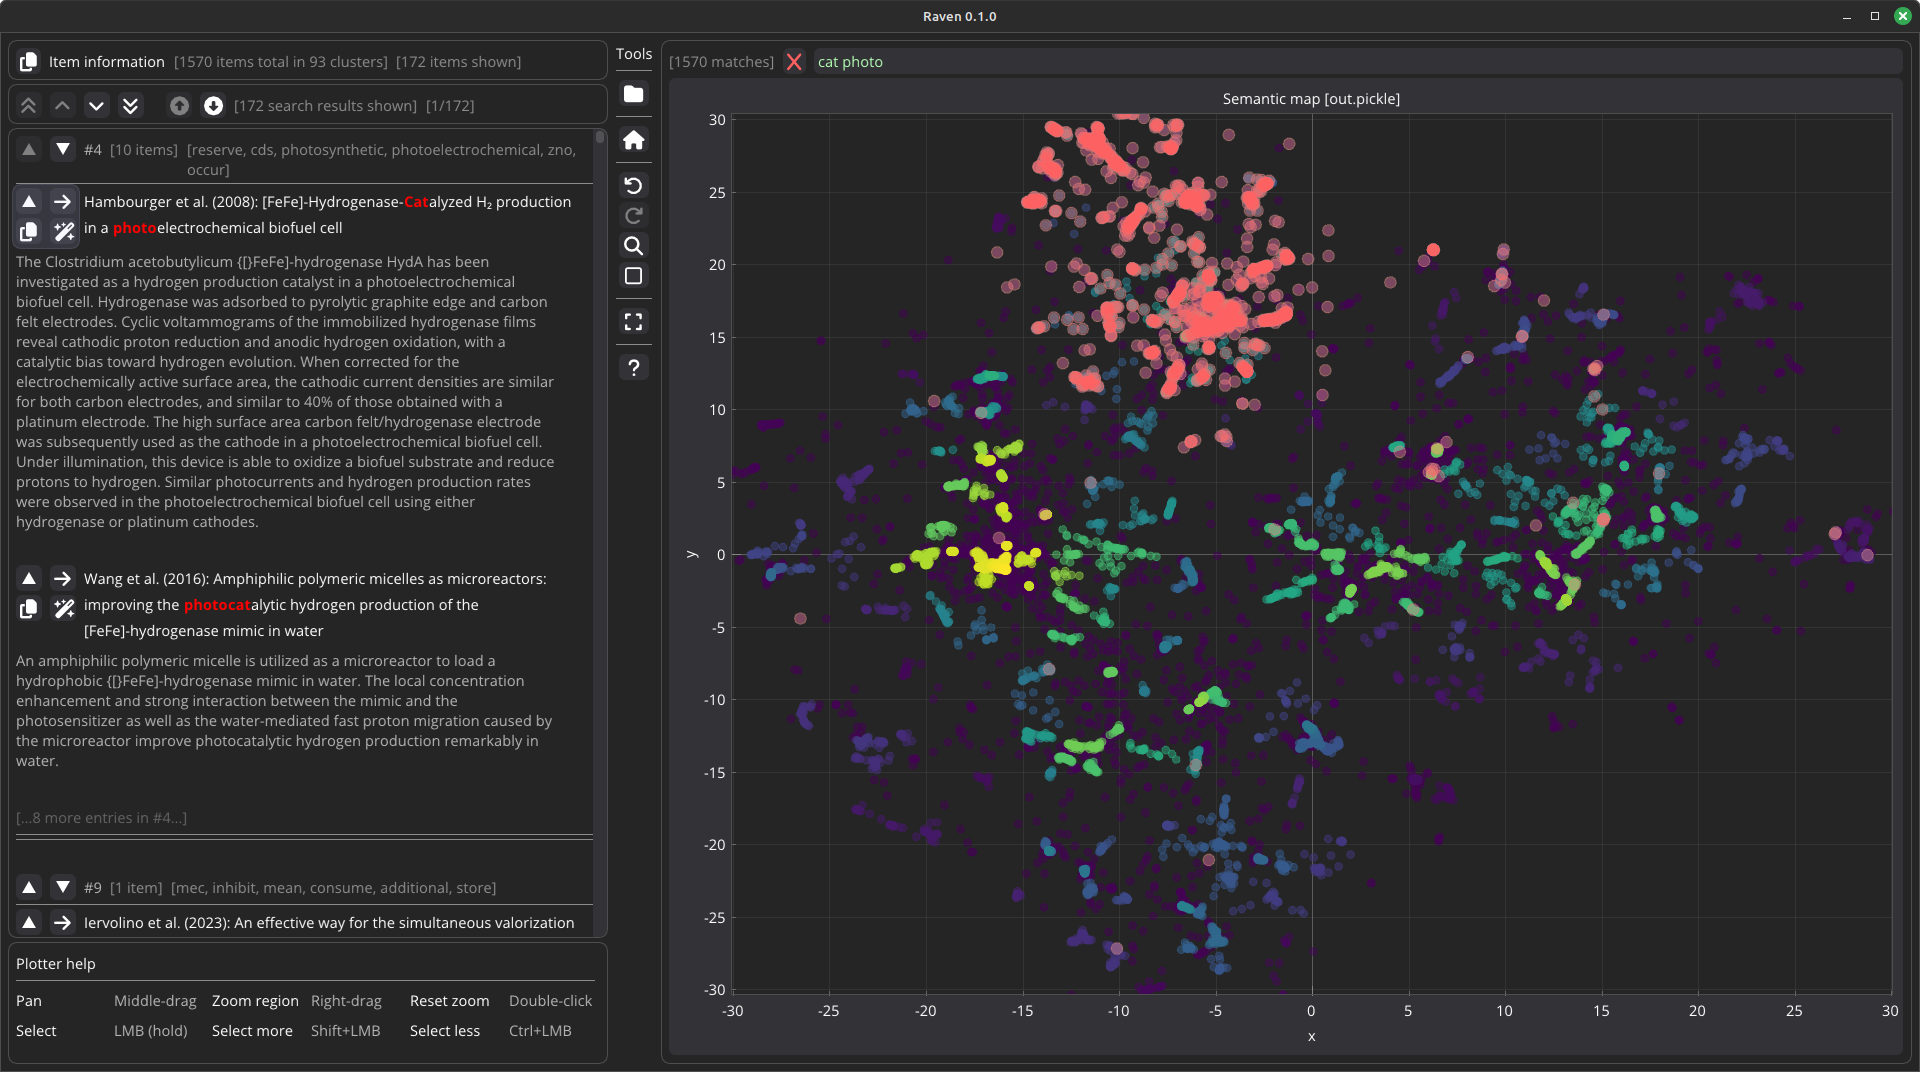 Raven 0.1.0
Item information [1570 items total in 93 clusters] [172 items shown]
[172 search results shown] [1/172]
#4 [10 items] [reserve, cds, photosynthetic, photoelectrochemical, zno,
occur]
Hambourger et al. (2008): [FeFe]-Hydrogenase-Catalyzed H₂ production
in a photoelectrochemical biofuel cell
The Clostridium acetobutylicum {[}FeFe]-hydrogenase HydA has been
investigated as a hydrogen production catalyst in a photoelectrochemical
biofuel cell. Hydrogenase was adsorbed to pyrolytic graphite edge and carbon
felt electrodes. Cyclic voltammograms of the immobilized hydrogenase films
reveal cathodic proton reduction and anodic hydrogen oxidation, with a
catalytic bias toward hydrogen evolution. When corrected for the
electrochemically active surface area, the cathodic current densities are similar
for both carbon electrodes, and similar to 40% of those obtained with a
platinum electrode. The high surface area carbon felt/hydrogenase electrode
was subsequently used as the cathode in a photoelectrochemical biofuel cell.
Under illumination, this device is able to oxidize a biofuel substrate and reduce
protons to hydrogen. Similar photocurrents and hydrogen production rates
were observed in the photoelectrochemical biofuel cell using either
hydrogenase or platinum cathodes.
Wang et al. (2016): Amphiphilic polymeric micelles as microreactors:
improving the photocatalytic hydrogen production of the
[FeFe]-hydrogenase mimic in water
An amphiphilic polymeric micelle is utilized as a microreactor to load a
hydrophobic {[}FeFe]-hydrogenase mimic in water. The local concentration
enhancement and strong interaction between the mimic and the
photosensitizer as well as the water-mediated fast proton migration caused by
the microreactor improve photocatalytic hydrogen production remarkably in
water.
[...8 more entries in #4...]
#9 [1 item] [mec, inhibit, mean, consume, additional, store]
Iervolino et al. (2023): An effective way for the simultaneous valorization
Plotter help
Pan Middle-drag Zoom region Right-drag Reset zoom Double-click
Select LMB (hold) Select more Shift+LMB Select less Ctrl+LMB
Tools
?
[1570 matches] X cat photo
Semantic map [out.pickle]
30
25
20
15
10
5
0
-5
-10
-15
-20
-25
-30
y
-30 -25 -20 -15 -10 -5 0 5 10 15 20 25 30
x